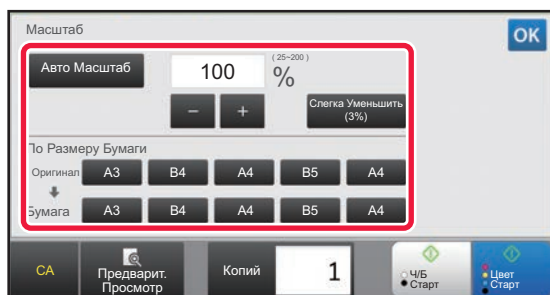 Масштаб
OK
Авто Масштаб
100
(25~200)
%
Слегка Уменьшить
(3%)
– +
По Размеру Бумаги
Оригинал A3 B4 A4 B5 A4
Бумага A3 B4 A4 B5 A4
CA
Предварит.
Просмотр
Копий
1
Ч/Б
Старт
Цвет
Старт